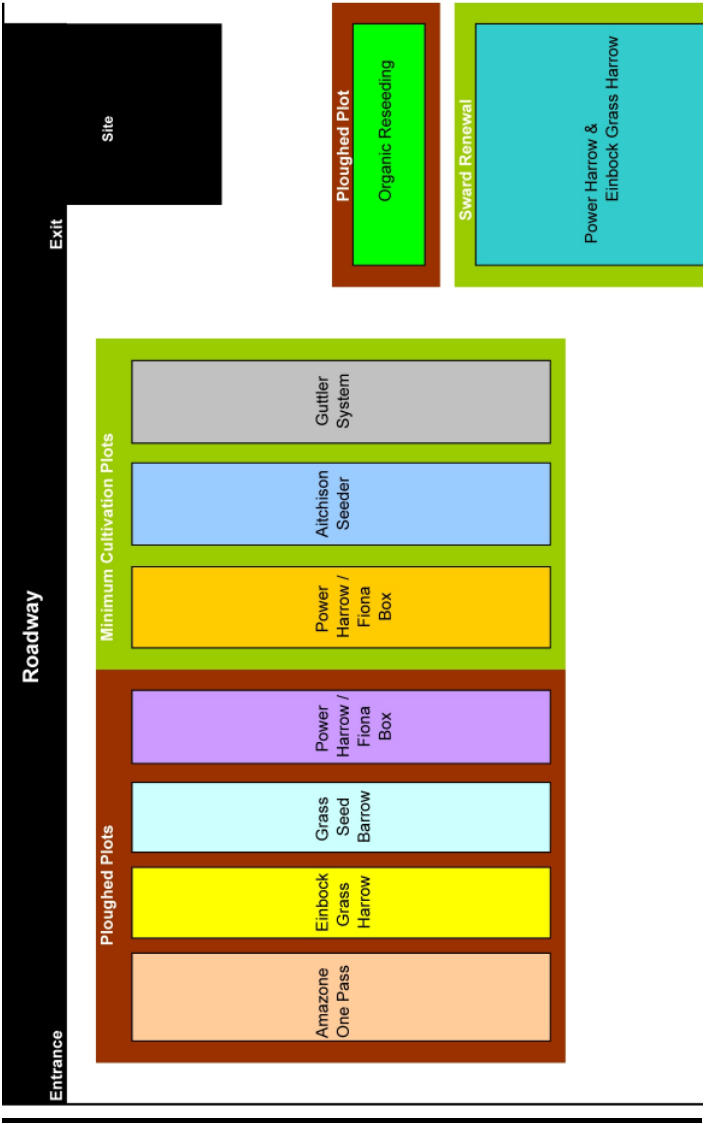 Roadway
Entrance
Exit
Site
Ploughed Plots
Amazone
One Pass
Einbock
Grass
Harrow
Grass
Seed
Barrow
Power
Harrow /
Fiona
Box
Minimum Cultivation Plots
Power
Harrow /
Fiona
Box
Aitchison
Seeder
Guttler
System
Ploughed Plot
Organic Reseeding
Sward Renewal
Power Harrow &
Einbock Grass Harrow